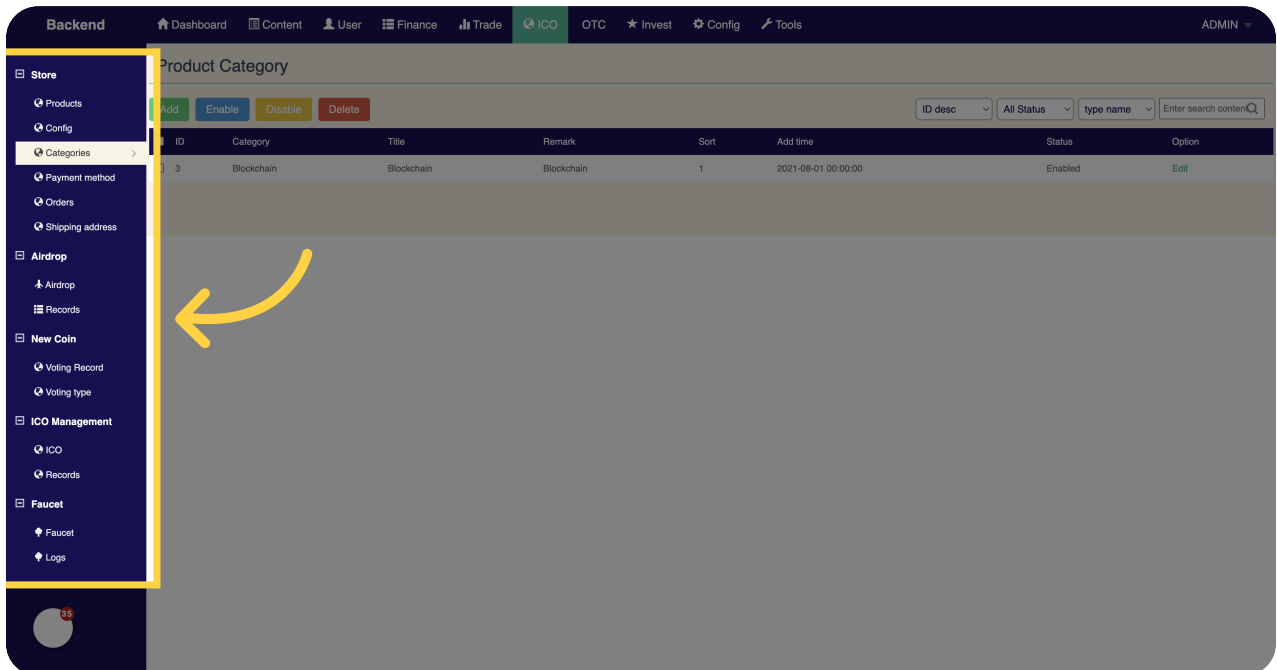 Backend Dashboard Content User Finance Trade ICO OTC Invest Config Tools ADMIN
Store
Products
Config
Categories
Payment method
Orders
Shipping address
Airdrop
Airdrop
Records
New Coin
Voting Record
Voting type
ICO Management
ICO
Records
Faucet
Faucet
Logs
35
Product Category
Add Enable Disable Delete ID desc All Status type name Enter search content
ID Category Title Remark Sort Add time Status Option
3 Blockchain Blockchain Blockchain 1 2021-08-01 00:00:00 Enabled Edit